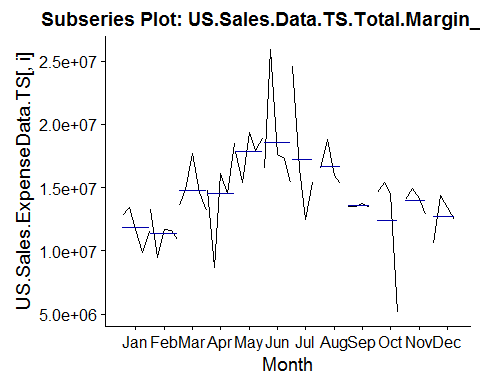 Subseries Plot: US.Sales.Data.TS.Total.Margin_
US.Sales.ExpenseData.TS[, i]
2.5e+07
2.0e+07
1.5e+07
1.0e+07
5.0e+06
Jan Feb Mar Apr May Jun Jul Aug Sep Oct Nov Dec
Month